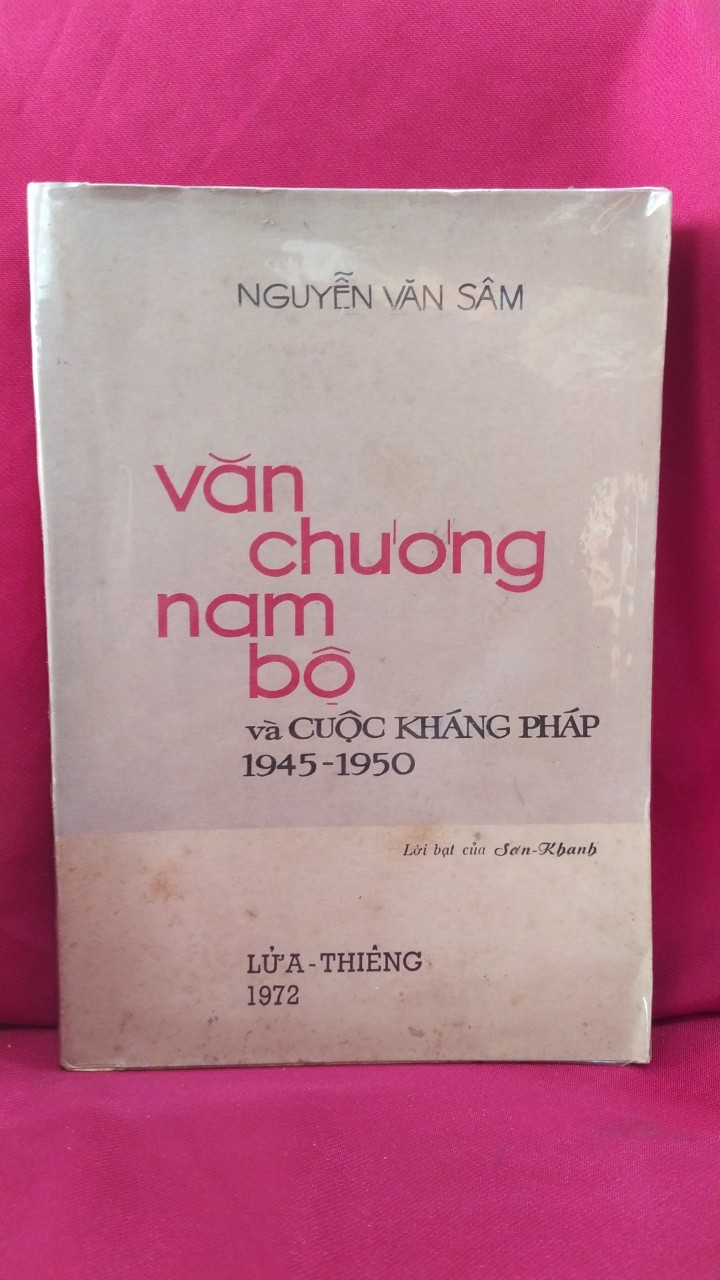 NGUYỄN VĂN SÂM
văn
chương
nam
bộ
và CUỘC KHÁNG PHÁP
1945-1950
Lời bạt của Sơn-Khanh
LỬA-THIÊNG
1972